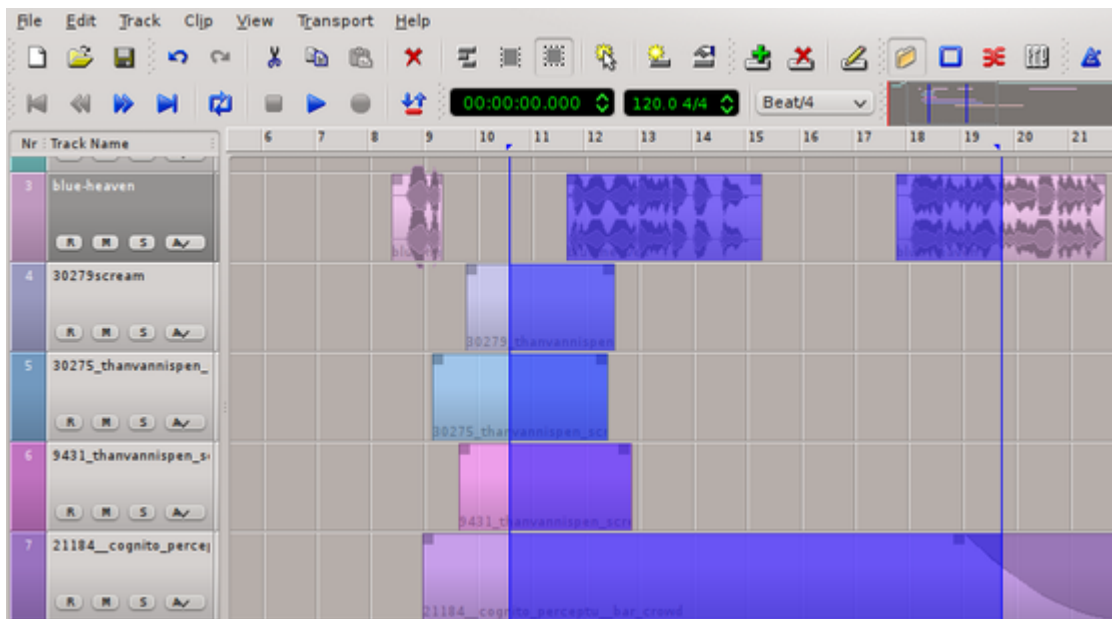 File Edit Track Clip View Transport Help
00:00:00.000 120.0 4/4 Beat/4
Nr Track Name 6 7 8 9 10 11 12 13 14 15 16 17 18 19 20 21
3 blue-heaven
R M S A
4 30279scream
R M S A
30279_thanvannispen
5 30275_thanvannispen_
R M S A
30275_thanvannispen_scr
6 9431_thanvannispen_s
R M S A
9431_thanvannispen_scr
7 21184__cognito_percep
R M S A
21184__cognito_perceptu__bar_crowd